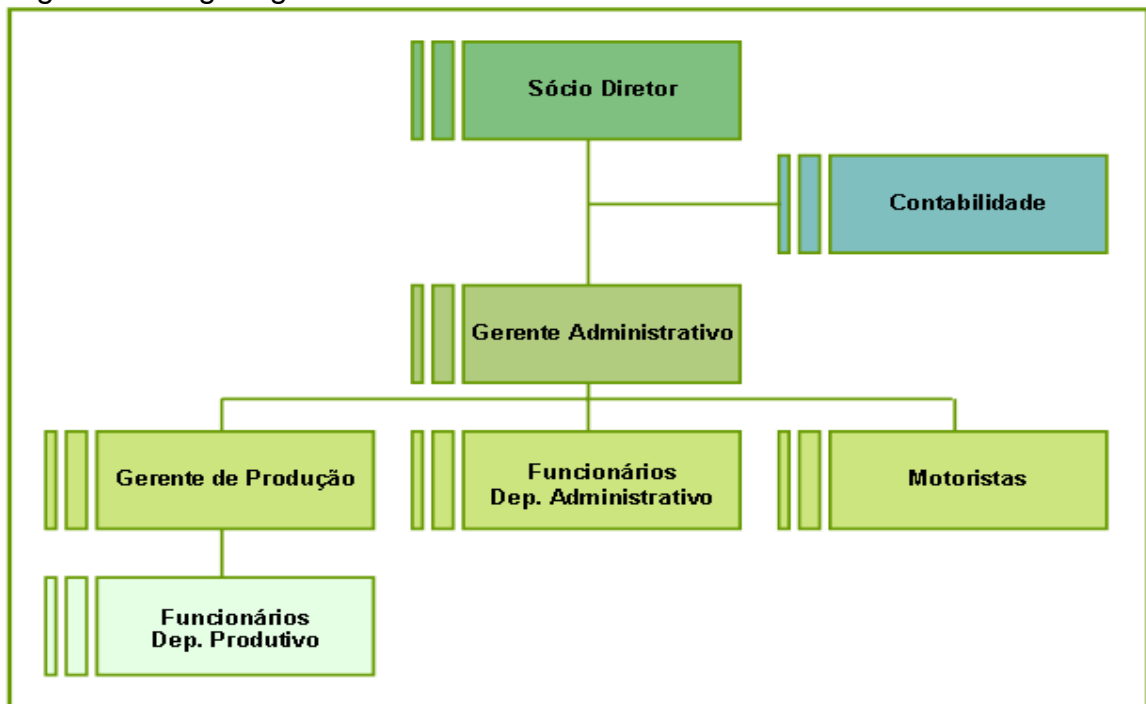 Sócio Diretor
Contabilidade
Gerente Administrativo
Gerente de Produção
Funcionários
Dep. Administrativo
Motoristas
Funcionários
Dep. Produtivo